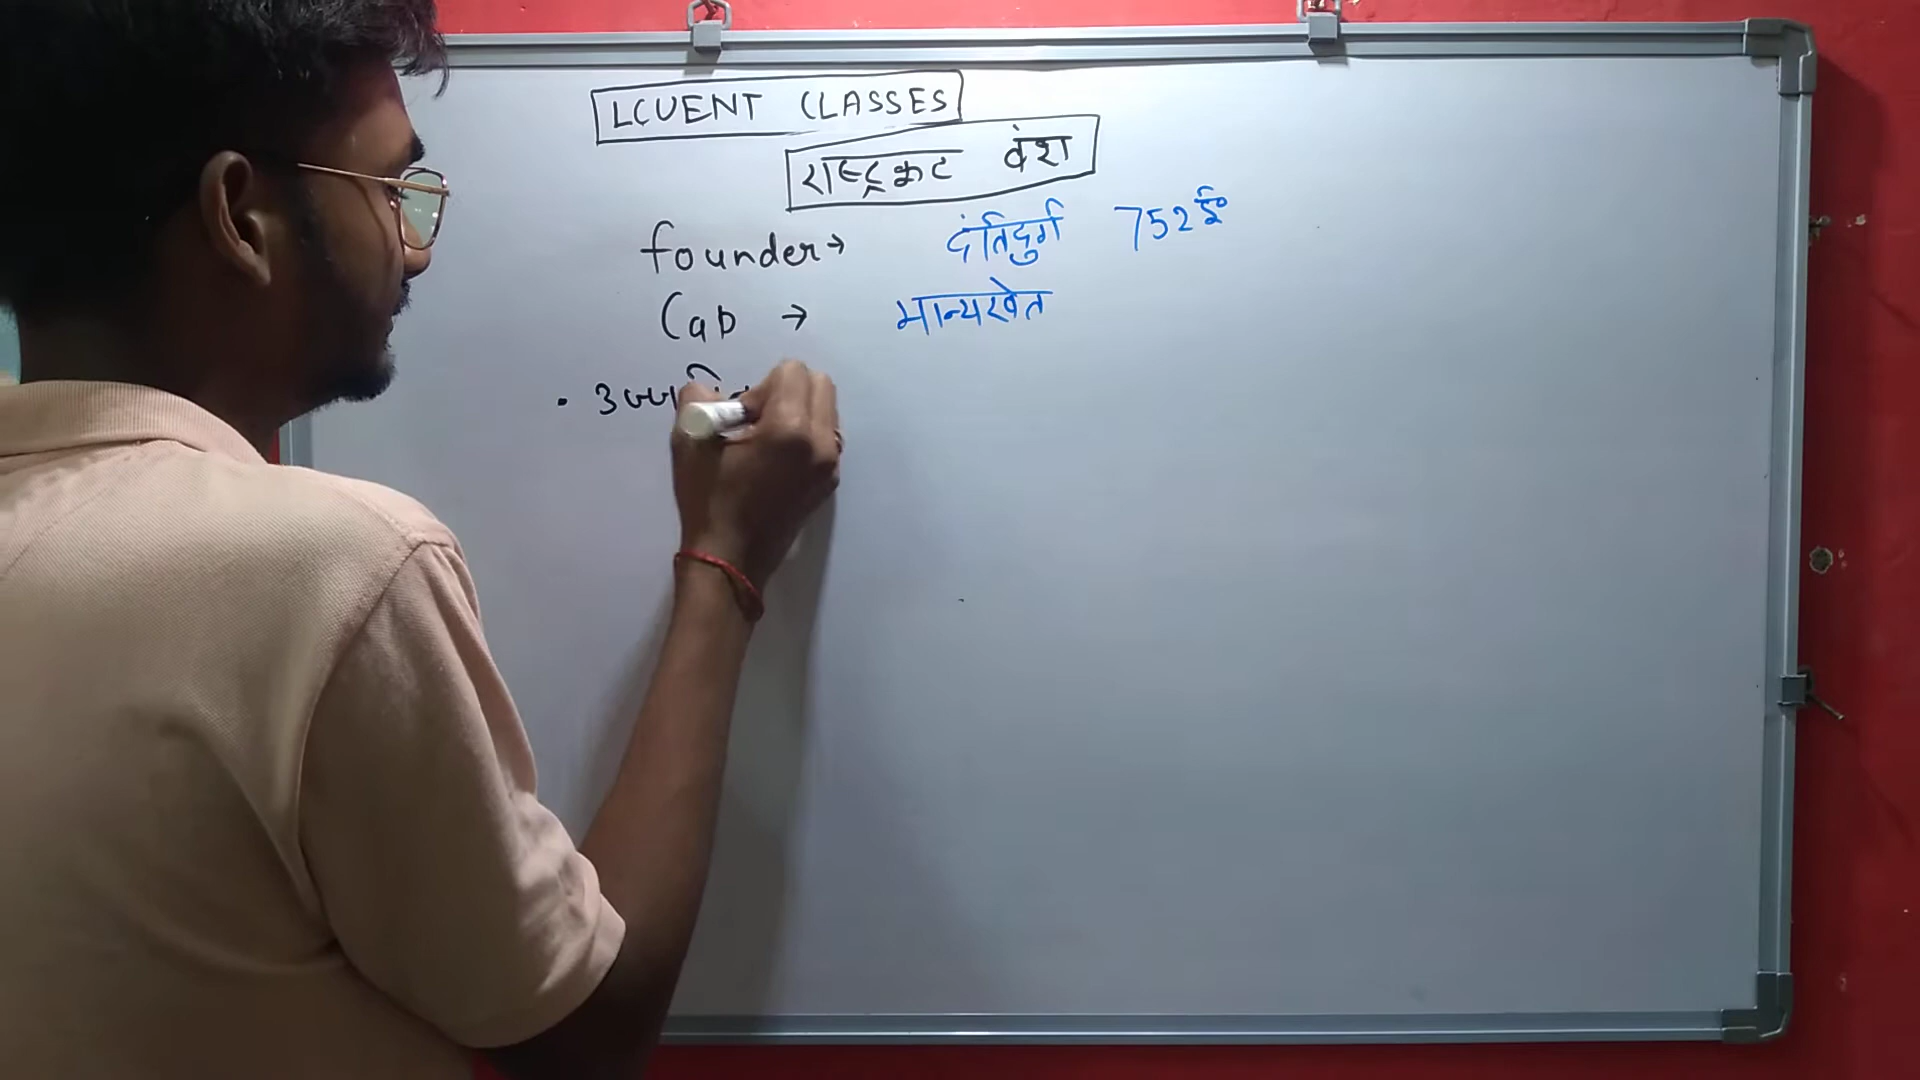 LCUENT CLASSES
राष्ट्रकूट वंश
founder → दंतिदुर्ग 752 ई०
Cap → मान्यखेत